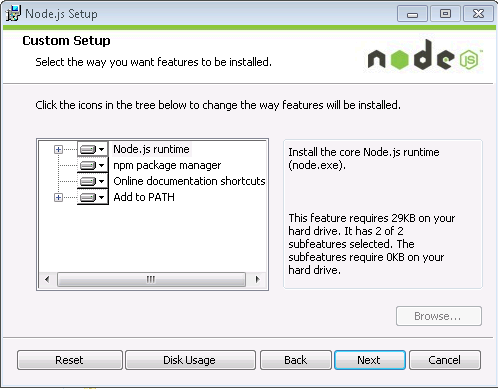 Node.js Setup
Custom Setup
Select the way you want features to be installed.
node
JS
Click the icons in the tree below to change the way features will be installed.
Node.js runtime
npm package manager
Online documentation shortcuts
Add to PATH
Install the core Node.js runtime
(node.exe).
This feature requires 29KB on your
hard drive. It has 2 of 2
subfeatures selected. The
subfeatures require 0KB on your
hard drive.
Browse...
Reset
Disk Usage
Back
Next
Cancel